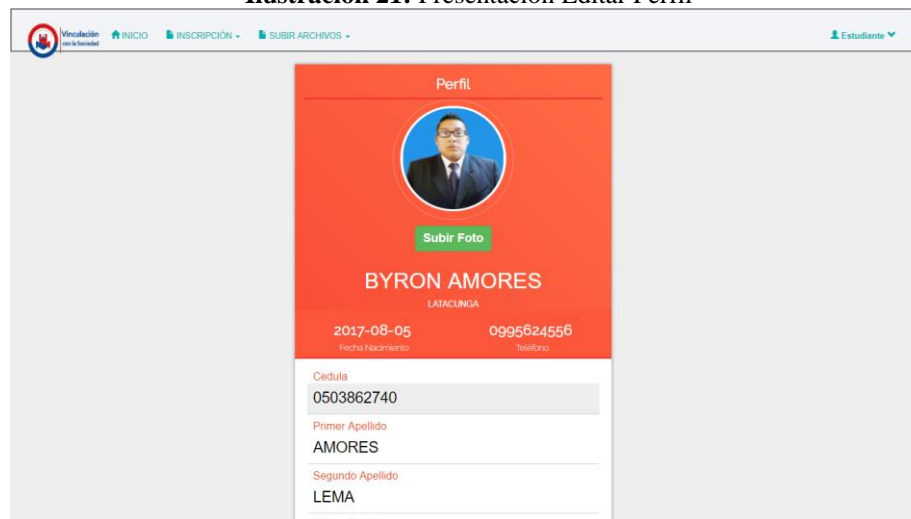 Ilustración 21: Presentación Editar Perfil
Vinculación
con la Sociedad
INICIO
INSCRIPCIÓN
SUBIR ARCHIVOS
Estudiante
Perfil
Subir Foto
BYRON AMORES
LATACUNGA
2017-08-05
0995624556
Fecha Nacimiento
Teléfono
Cedula
0503862740
Primer Apellido
AMORES
Segundo Apellido
LEMA